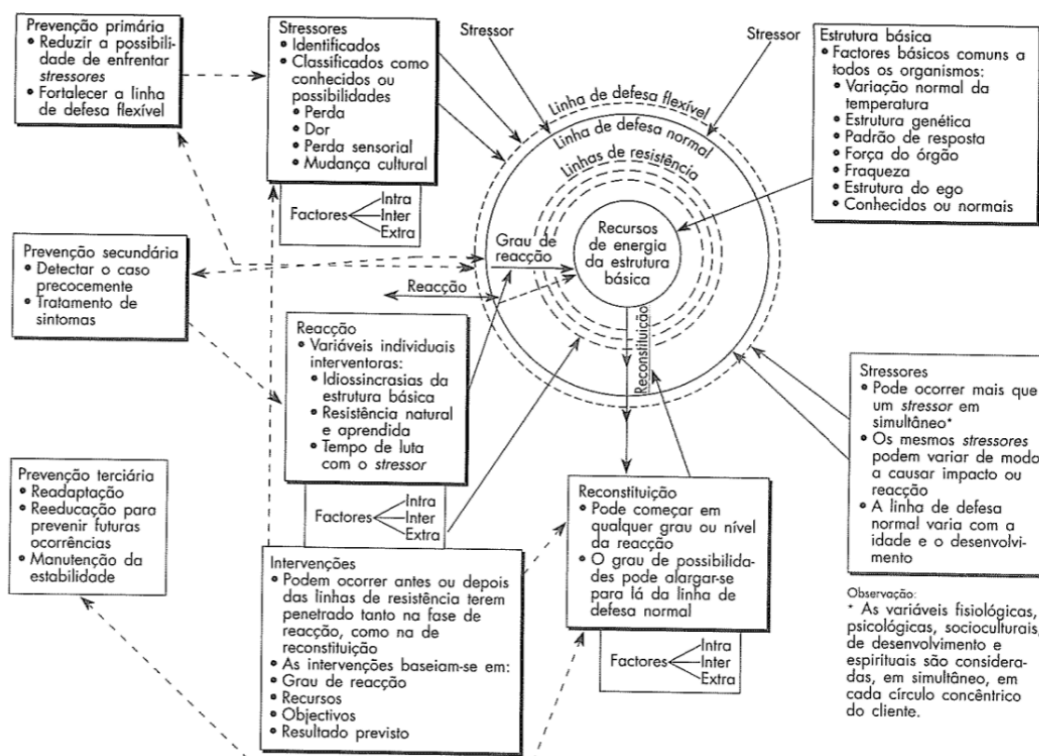 Prevenção primária
• Reduzir a possibili-
dade de enfrentar
stressores
• Fortalecer a linha
de defesa flexível
Stressores
• Identificados
• Classificados como
conhecidos ou
possibilidades
• Perda
• Dor
• Perda sensorial
• Mudança cultural
Factores
Intra
Inter
Extra
Stressor
Stressor
Linha de defesa flexível
Linha de defesa normal
Linhas de resistência
Recursos
de energia
da estrutura
básica
Grau de
reacção
Reacção
Reconstituição
Estrutura básica
• Factores básicos comuns a
todos os organismos:
• Variação normal da
temperatura
• Estrutura genética
• Padrão de resposta
• Força do órgão
• Fraqueza
• Estrutura do ego
• Conhecidos ou normais
Prevenção secundária
• Detectar o caso
precocemente
• Tratamento de
sintomas
Reacção
• Variáveis individuais
interventoras:
• Idiossincrasias da
estrutura básica
• Resistência natural
e aprendida
• Tempo de luta
com o stressor
Factores
Intra
Inter
Extra
Stressores
• Pode ocorrer mais que
um stressor em
simultâneo*
• Os mesmos stressores
podem variar de modo
a causar impacto ou
reacção
• A linha de defesa
normal varia com a
idade e o desenvolvi-
mento
Prevenção terciária
• Readaptação
• Reeducação para
prevenir futuras
ocorrências
• Manutenção da
estabilidade
Intervenções
• Podem ocorrer antes ou depois
das linhas de resistência terem
penetrado tanto na fase de
reacção, como na de
reconstituição
• As intervenções baseiam-se em:
• Grau de reacção
• Recursos
• Objectivos
• Resultado previsto
Reconstituição
• Pode começar em
qualquer grau ou nível
da reacção
• O grau de possibilida-
des pode alargar-se
para lá da linha de
defesa normal
Factores
Intra
Inter
Extra
Observação:
* As variáveis fisiológicas,
psicológicas, socioculturais,
de desenvolvimento e
espirituais são considera-
das, em simultâneo, em
cada círculo concêntrico
do cliente.